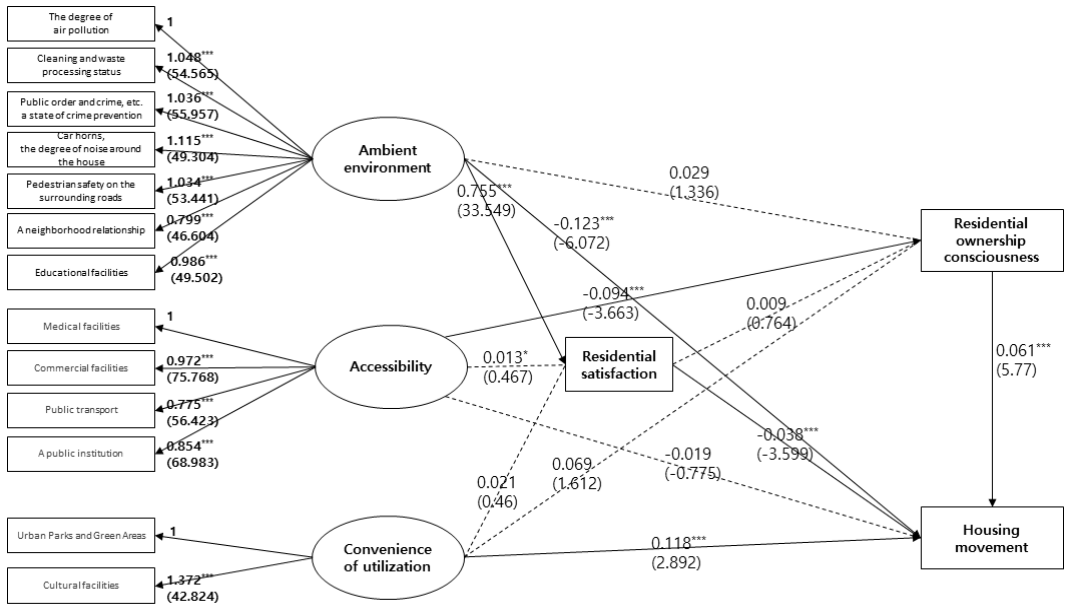 The degree of
air pollution
1
Cleaning and waste
processing status
1.048***
(54.565)
Public order and crime, etc.
a state of crime prevention
1.036***
(55.957)
Car horns,
the degree of noise around
the house
1.115***
(49.304)
Pedestrian safety on the
surrounding roads
1.034***
(53.441)
A neighborhood relationship
0.799***
(46.604)
Educational facilities
0.986***
(49.502)
Medical facilities
1
Commercial facilities
0.972***
(75.768)
Public transport
0.775***
(56.423)
A public institution
0.854***
(68.983)
Urban Parks and Green Areas
1
Cultural facilities
1.372***
(42.824)
Ambient
environment
Accessibility
Convenience
of utilization
0.755***
(33.549)
0.029
(1.336)
-0.123***
(-6.072)
-0.094***
(-3.663)
0.009
(0.764)
0.013*
(0.467)
Residential
satisfaction
0.021
(0.46)
0.069
(1.612)
-0.019
(-0.775)
-0.038***
(-3.599)
0.118***
(2.892)
Residential
ownership
consciousness
0.061***
(5.77)
Housing
movement